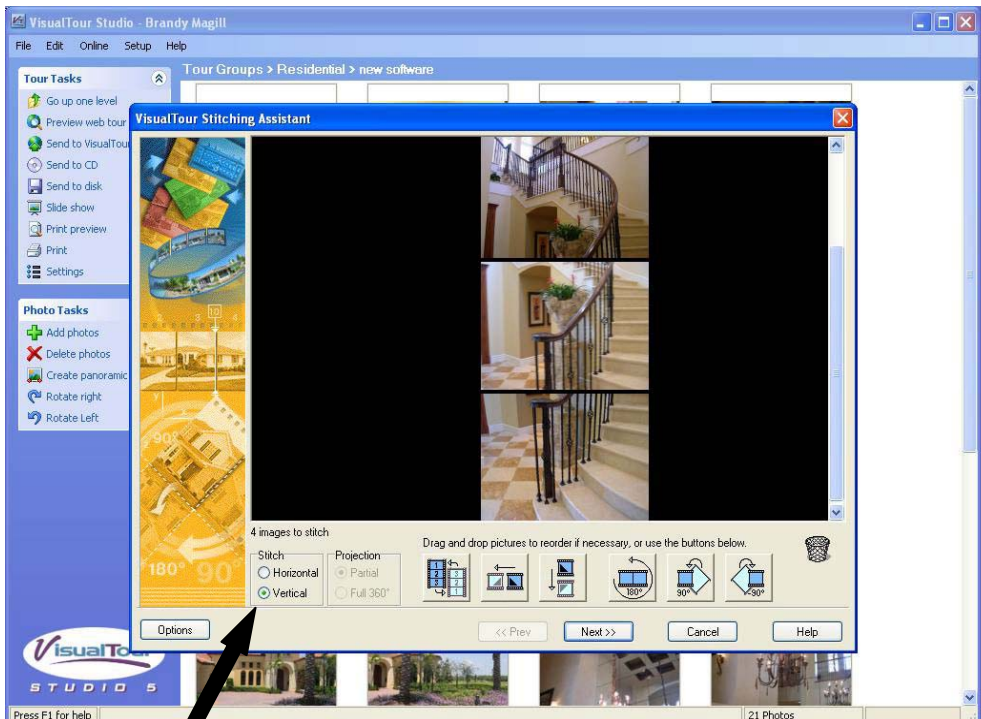 VisualTour Studio - Brandy Magill
File Edit Online Setup Help
Tour Groups > Residential > new software
Tour Tasks
Go up one level
Preview web tour
Send to VisualTou
Send to CD
Send to disk
Slide show
Print preview
Print
Settings
Photo Tasks
Add photos
Delete photos
Create panoramic
Rotate right
Rotate Left
VisualTour Stitching Assistant
4 images to stitch
Stitch
Horizontal
Vertical
Projection
Partial
Full 360°
Drag and drop pictures to reorder if necessary, or use the buttons below.
180°
90°
90°
Options
<< Prev
Next >>
Cancel
Help
VisualTo
STUDIO 5
Press F1 for help
21 Photos